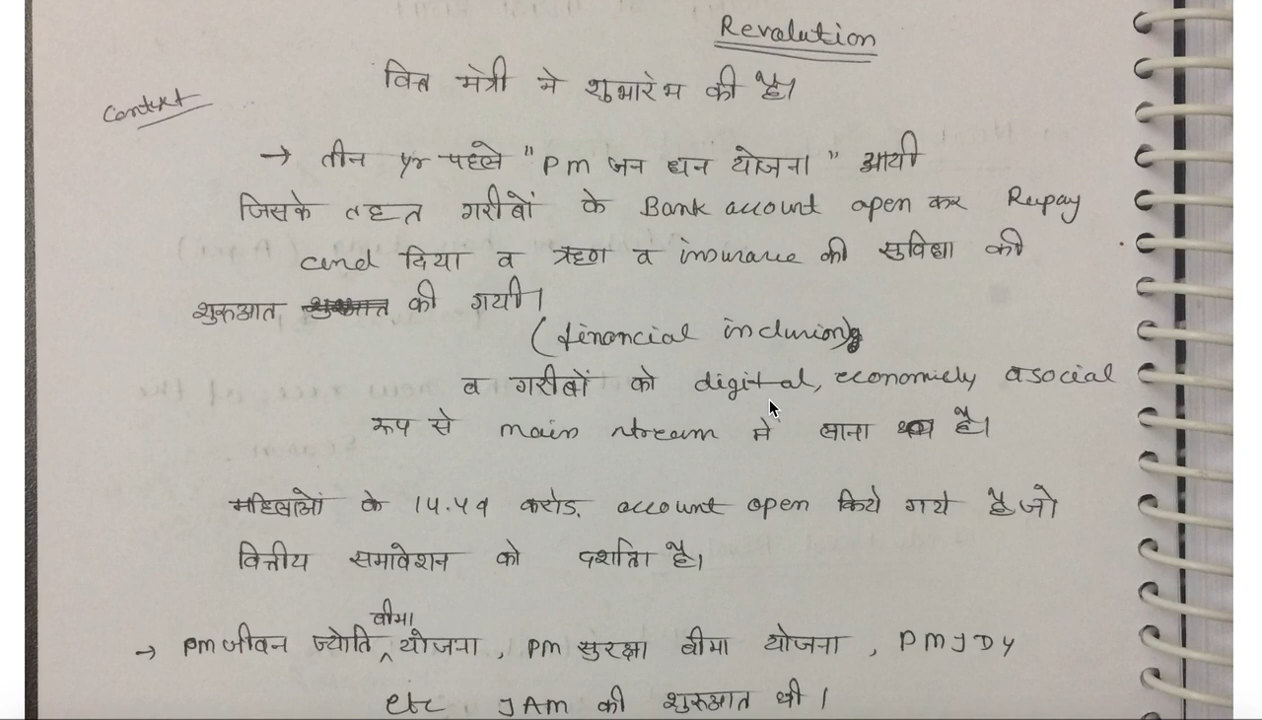 Revalution
वित्त मंत्री ने शुभारंभ की है।
Context
→ तीन yr पहले "PM जन धन योजना" आयी
जिसके तहत गरीबों के Bank account open कर Rupay
card दिया व ऋण व insurance की सुविधा की
शुरुआत की गयी।
(financial inclusion)
व गरीबों को digital, economicly व social
रूप से main stream में लाना है।
महिलाओं के 14.49 करोड़ account open किये गये है जो
वित्तीय समावेशन को दर्शाता है।
→ PM जीवन ज्योति बीमा योजना, PM सुरक्षा बीमा योजना, PMJDY
etc JAM की शुरुआत थी।